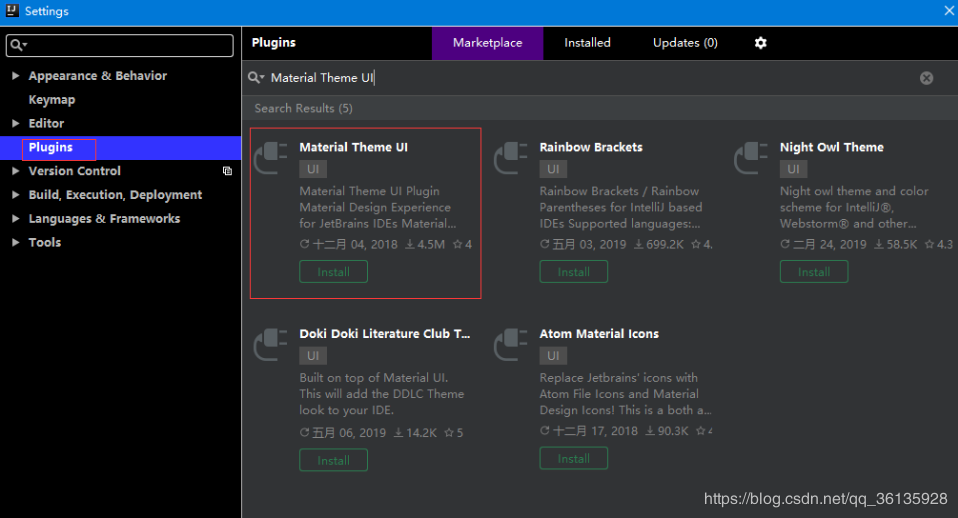 Settings
Plugins
Marketplace
Installed
Updates (0)
Appearance & Behavior
Keymap
Editor
Plugins
Version Control
Build, Execution, Deployment
Languages & Frameworks
Tools
Material Theme UI
Search Results (5)
Material Theme UI
UI
Material Theme UI Plugin
Material Design Experience
for JetBrains IDEs Material...
十二月 04, 2018 4.5M 4
Install
Rainbow Brackets
UI
Rainbow Brackets / Rainbow
Parentheses for IntelliJ based
IDEs Supported languages:...
五月 03, 2019 699.2K 4.
Install
Night Owl Theme
UI
Night owl theme and color
scheme for IntelliJ®,
Webstorm® and other...
二月 24, 2019 58.5K 4.3
Install
Doki Doki Literature Club T...
UI
Built on top of Material UI.
This will add the DDLC Theme
look to your IDE.
五月 06, 2019 14.2K 5
Install
Atom Material Icons
UI
Replace Jetbrains' icons with
Atom File Icons and Material
Design Icons! This is a both a...
十二月 17, 2018 90.3K
Install
https://blog.csdn.net/qq_36135928